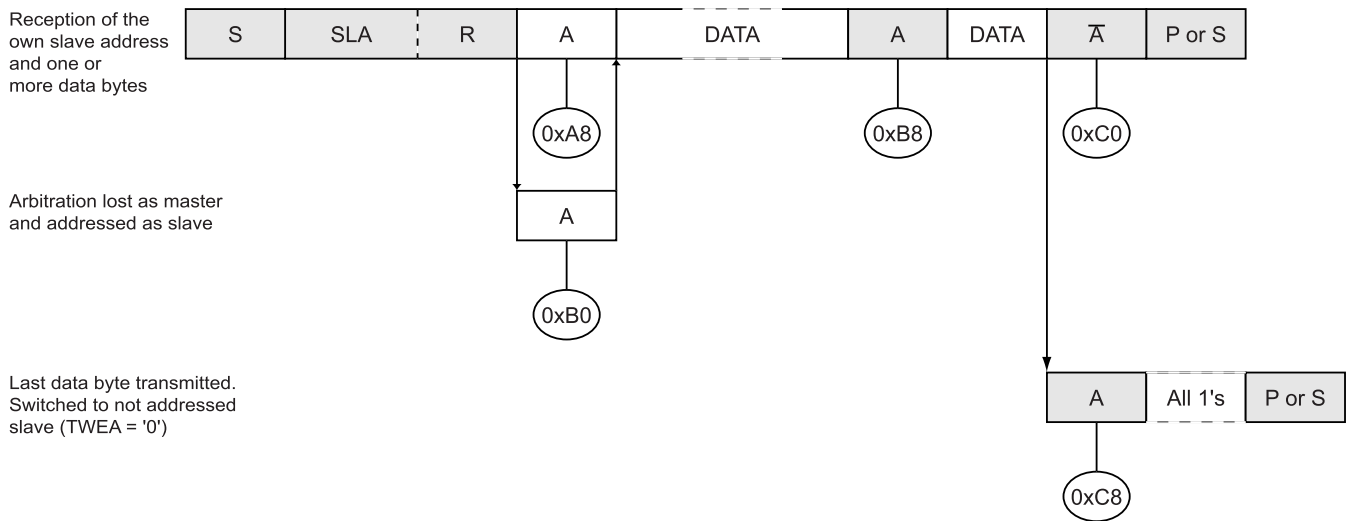 Reception of the
own slave address
and one or
more data bytes
S SLA R A DATA A DATA A̅ P or S
0xA8 0xB8 0xC0
Arbitration lost as master
and addressed as slave
A
0xB0
Last data byte transmitted.
Switched to not addressed
slave (TWEA = '0')
A All 1's P or S
0xC8